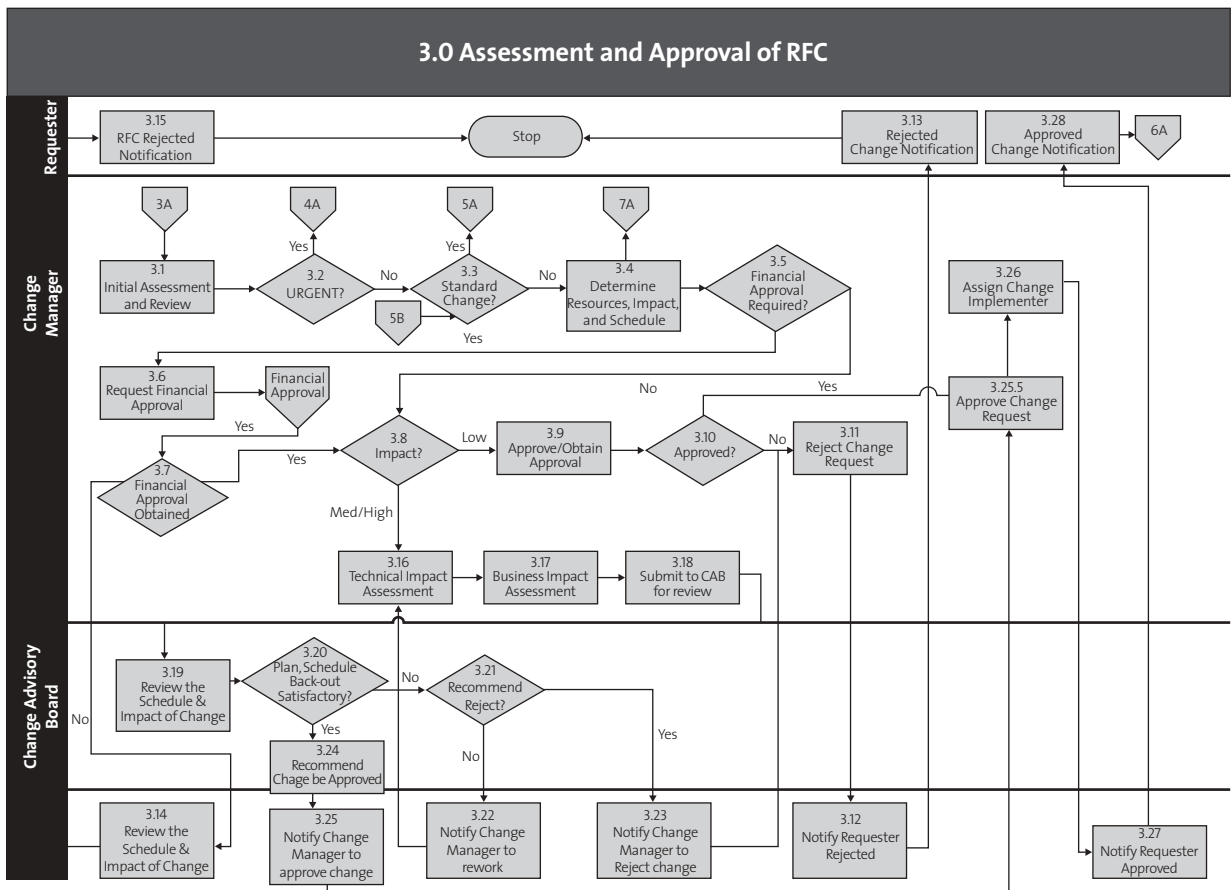 3.0 Assessment and Approval of RFC
Requester
3.15
RFC Rejected
Notification
Stop
3.13
Rejected
Change Notification
3.28
Approved
Change Notification
6A
Change
Manager
3A
4A
5A
7A
Yes
Yes
3.1
Initial Assessment
and Review
3.2
URGENT?
No
3.3
Standard
Change?
No
3.4
Determine
Resources, Impact,
and Schedule
3.5
Financial
Approval
Required?
3.26
Assign Change
Implementer
5B
Yes
3.6
Request Financial
Approval
Financial
Approval
No
Yes
3.25.5
Approve Change
Request
Yes
3.7
Financial
Approval
Obtained
Yes
3.8
Impact?
Low
3.9
Approve/Obtain
Approval
3.10
Approved?
No
3.11
Reject Change
Request
Med/High
3.16
Technical Impact
Assessment
3.17
Business Impact
Assessment
3.18
Submit to CAB
for review
Change Advisory
Board
No
3.19
Review the
Schedule &
Impact of Change
3.20
Plan, Schedule
Back-out
Satisfactory?
No
3.21
Recommend
Reject?
Yes
Yes
No
3.24
Recommend
Chage be Approved
3.14
Review the
Schedule &
Impact of Change
3.25
Notify Change
Manager to
approve change
3.22
Notify Change
Manager to
rework
3.23
Notify Change
Manager to
Reject change
3.12
Notify Requester
Rejected
3.27
Notify Requester
Approved